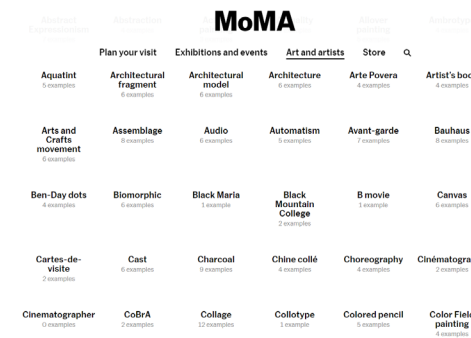 MoMA
Plan your visit Exhibitions and events Art and artists Store
Aquatint Architectural Architectural Architecture Arte Povera Artist's boo
5 examples fragment model 6 examples 4 examples 4 examples
6 examples 6 examples
Arts and Assemblage Audio Automatism Avant-garde Bauhaus
Crafts 8 examples 6 examples 5 examples 7 examples 8 examples
movement
6 examples
Ben-Day dots Biomorphic Black Maria Black B movie Canvas
4 examples 6 examples 1 example Mountain 1 example 6 examples
College
2 examples
Cartes-de- Cast Charcoal Chine collé Choreography Cinématogra
visite 6 examples 9 examples 4 examples 4 examples 2 examples
2 examples
Cinematographer CoBrA Collage Collotype Colored pencil Color Fiel
0 examples 2 examples 12 examples 1 example 5 examples painting
4 examples